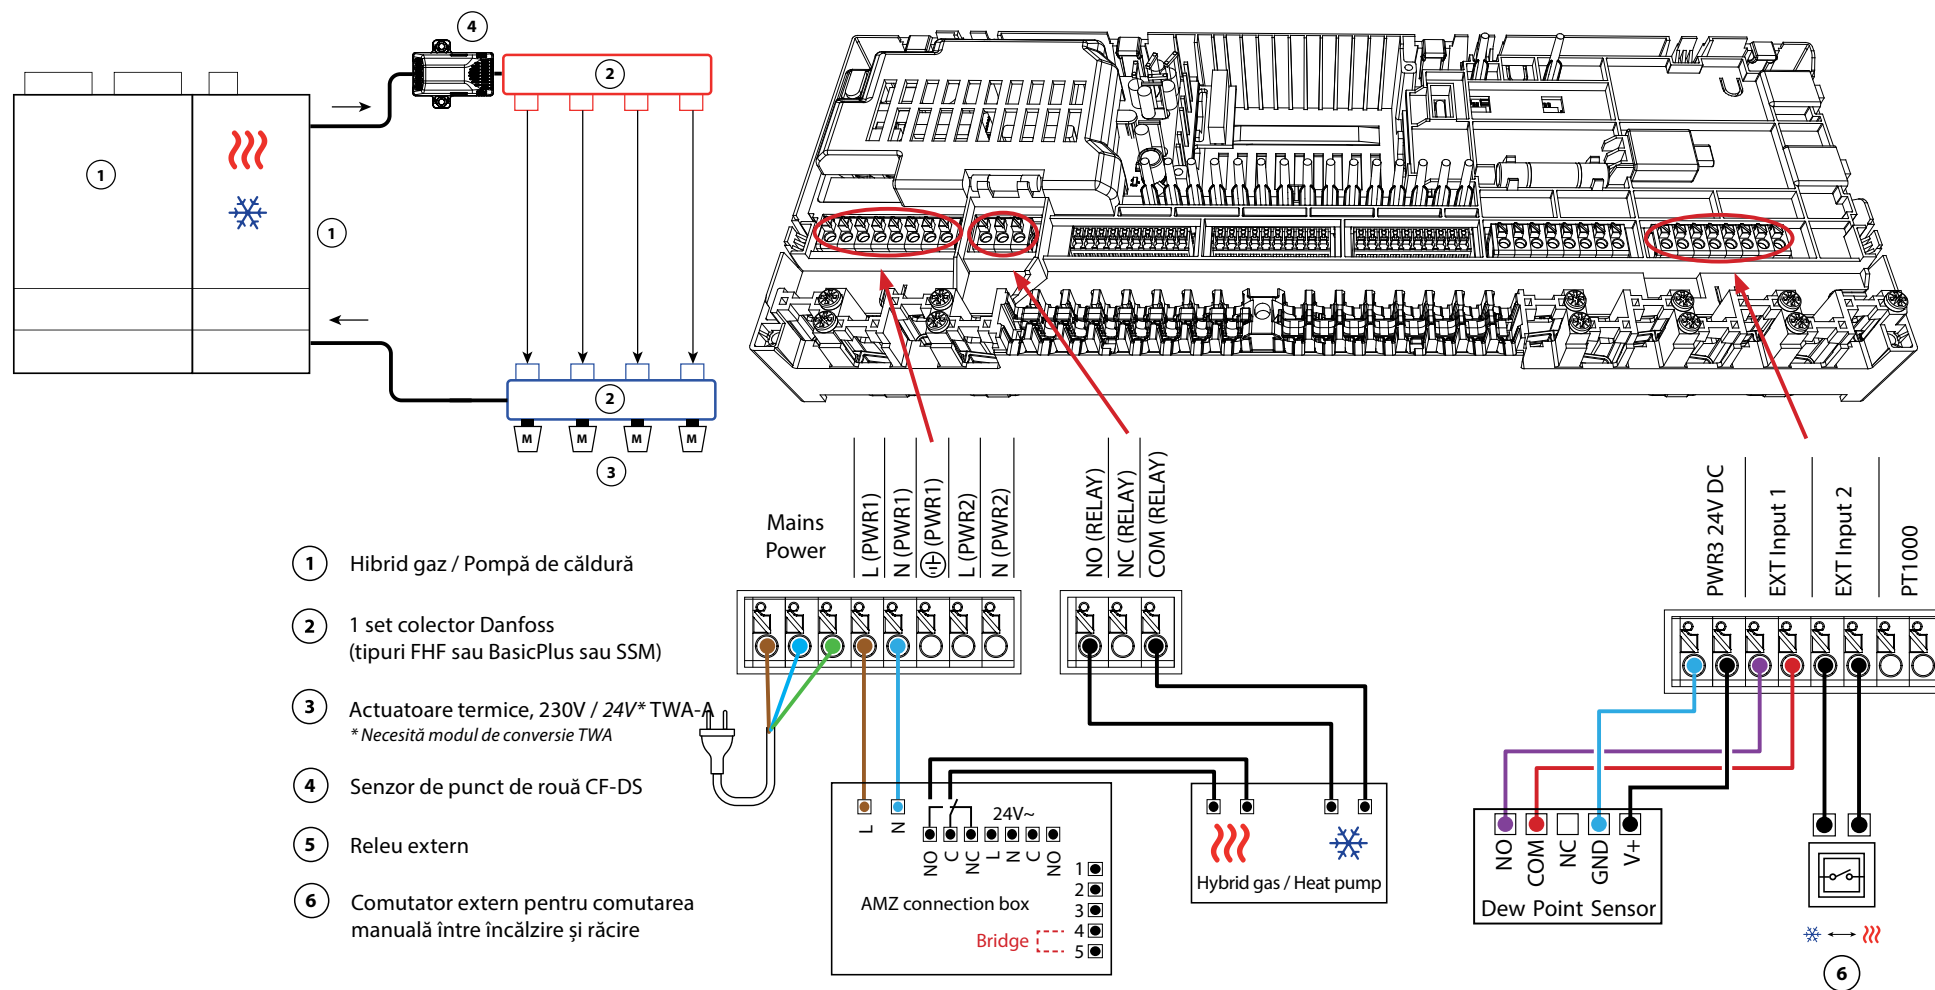 4
2
1
1
2
M M M M
3
1 Hibrid gaz / Pompă de căldură
2 1 set colector Danfoss
(tipuri FHF sau BasicPlus sau SSM)
3 Actuatoare termice, 230V / 24V* TWA-A
* Necesită modul de conversie TWA
4 Senzor de punct de rouă CF-DS
5 Releu extern
6 Comutator extern pentru comutarea
manuală între încălzire și răcire
Mains
Power
L (PWR1)
N (PWR1)
(PWR1)
L (PWR2)
N (PWR2)
NO (RELAY)
NC (RELAY)
COM (RELAY)
PWR3 24V DC
EXT Input 1
EXT Input 2
PT1000
L
N
24V~
NO
C
NC
L
N
C
NO
1
2
3
4
5
AMZ connection box
Bridge
Hybrid gas / Heat pump
NO
COM
NC
GND
V+
Dew Point Sensor
6